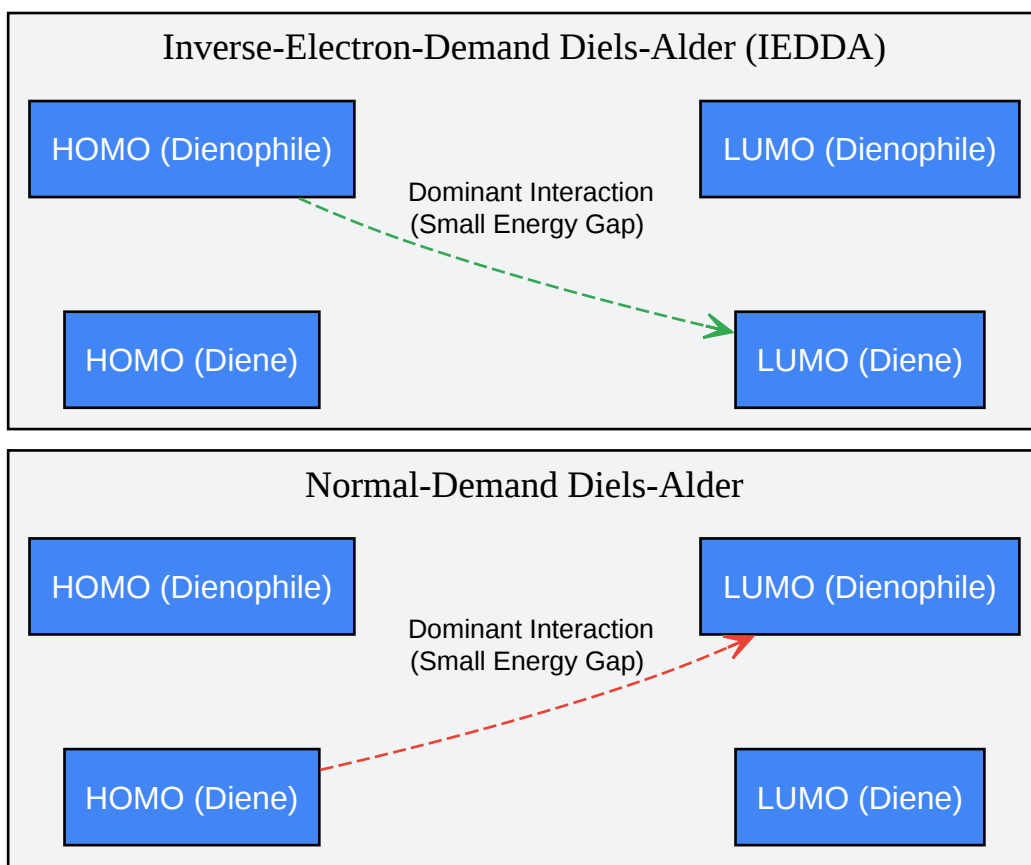 Inverse-Electron-Demand Diels-Alder (IEDDA)
HOMO (Dienophile)
LUMO (Dienophile)
Dominant Interaction
(Small Energy Gap)
HOMO (Diene)
LUMO (Diene)
Normal-Demand Diels-Alder
HOMO (Dienophile)
LUMO (Dienophile)
Dominant Interaction
(Small Energy Gap)
HOMO (Diene)
LUMO (Diene)